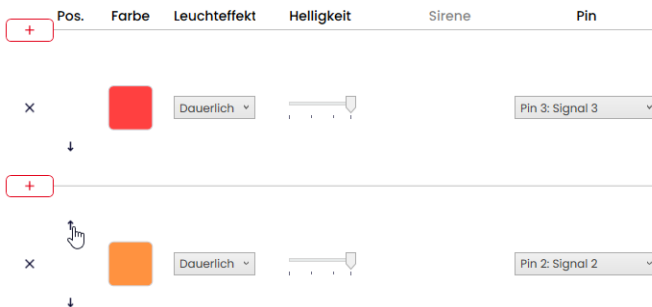 Pos. Farbe Leuchteffekt Helligkeit Sirene Pin
+
× Dauerlich Pin 3: Signal 3
↓
+
↑
× Dauerlich Pin 2: Signal 2
↓